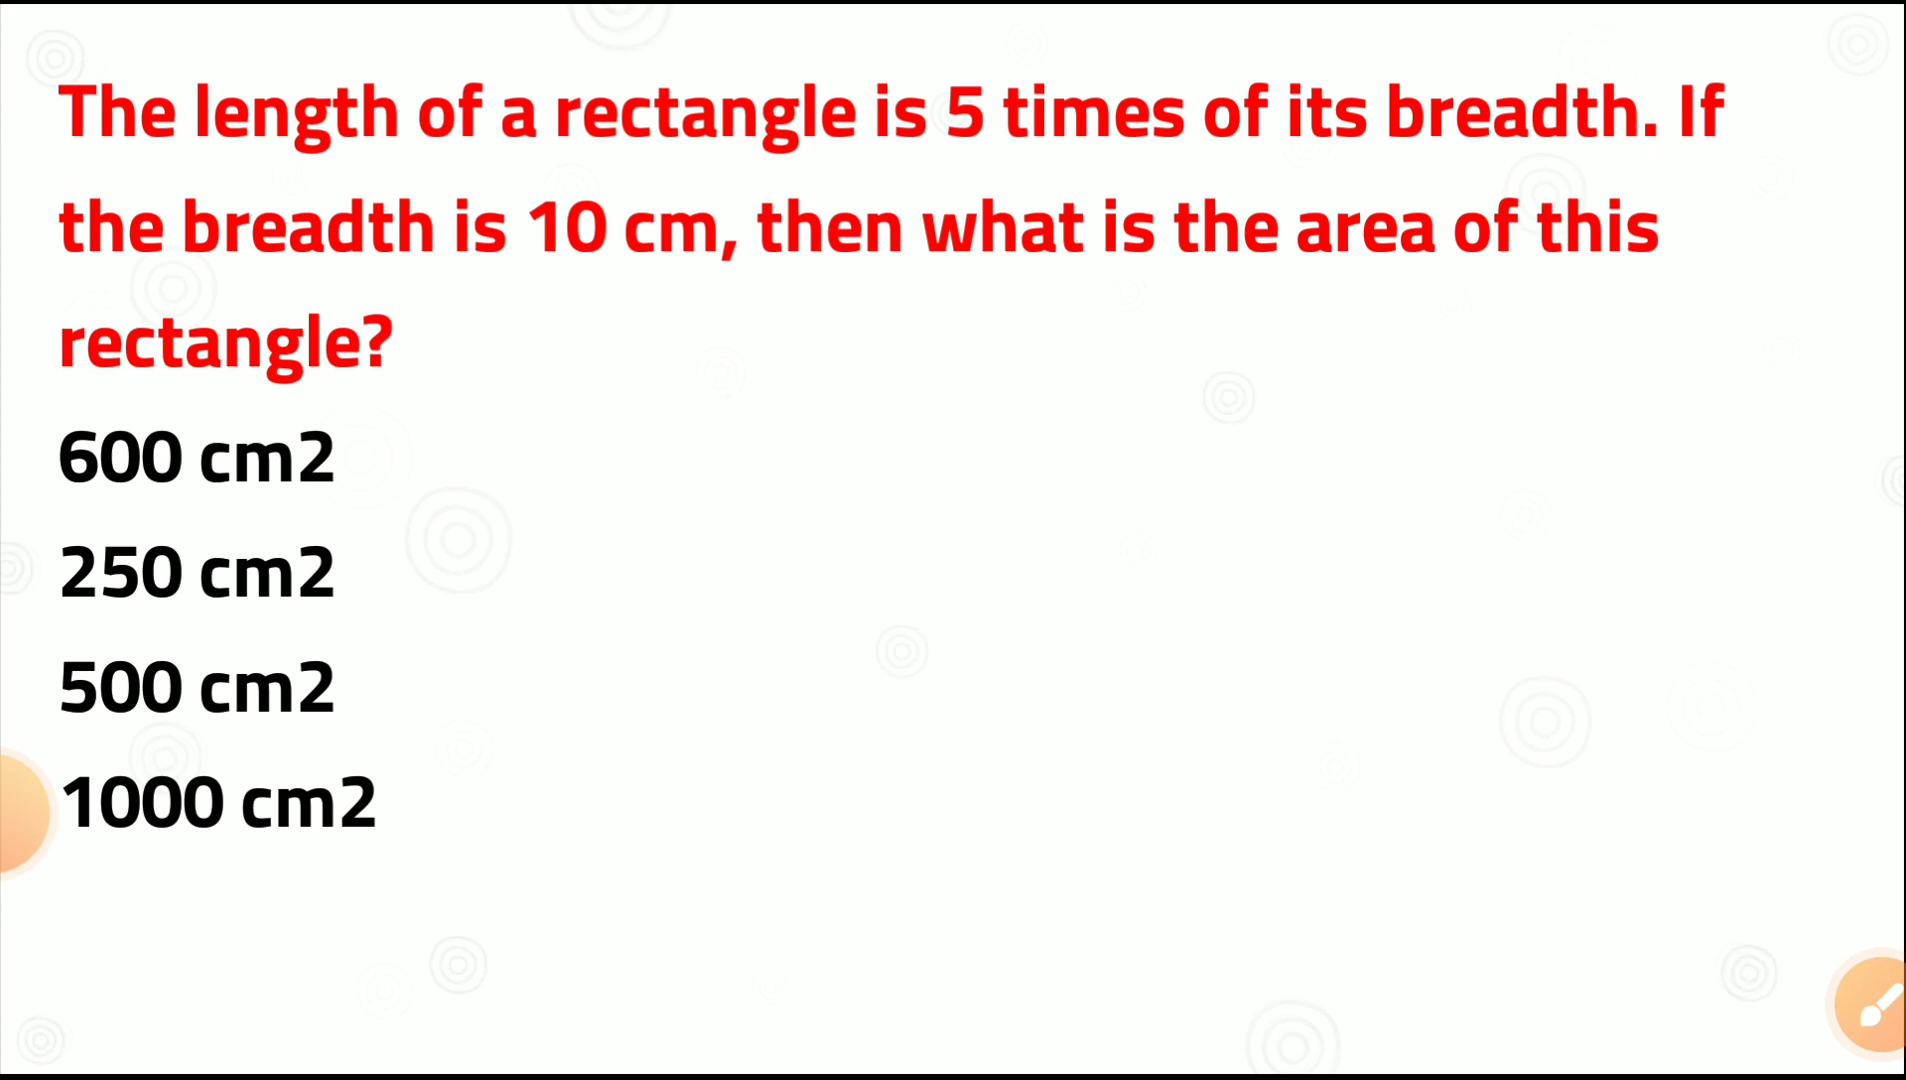 The length of a rectangle is 5 times of its breadth. If
the breadth is 10 cm, then what is the area of this
rectangle?
600 cm2
250 cm2
500 cm2
1000 cm2